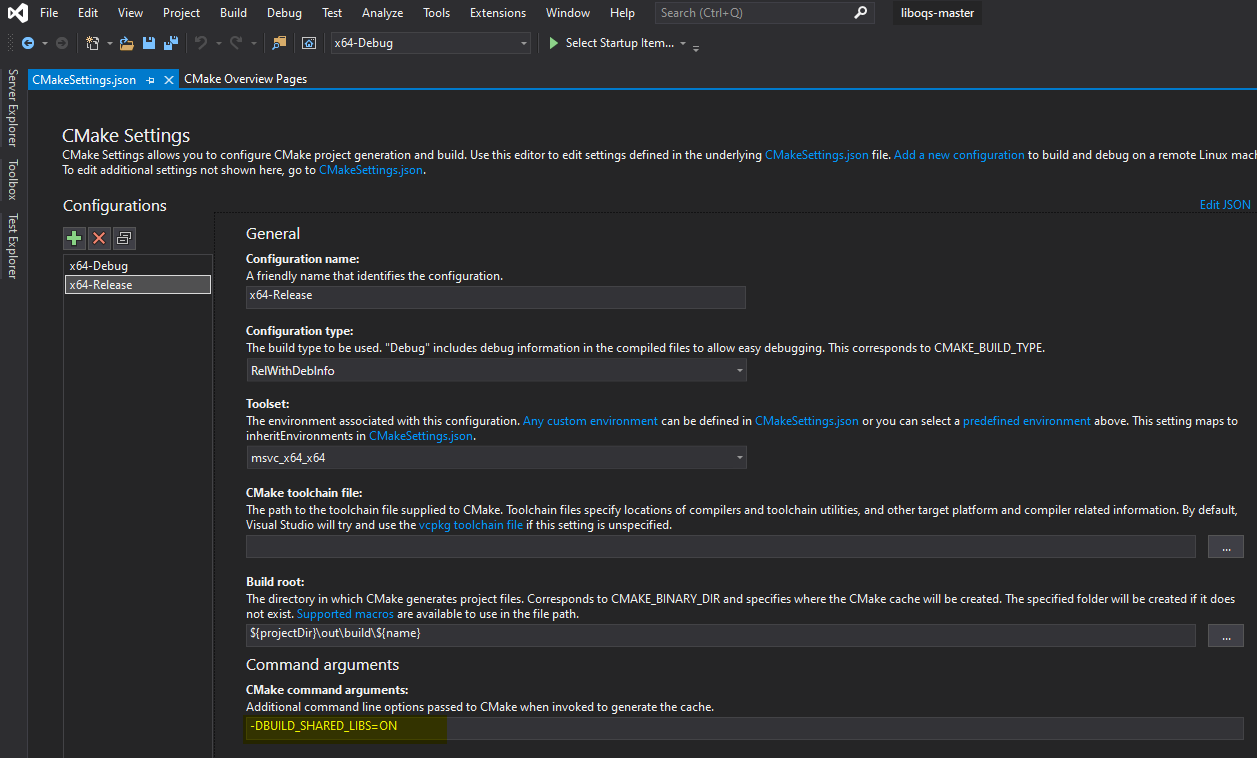 File Edit View Project Build Debug Test Analyze Tools Extensions Window Help Search (Ctrl+Q) liboqs-master
x64-Debug Select Startup Item...
CMakeSettings.json CMake Overview Pages
Server Explorer
Toolbox
Test Explorer
CMake Settings
CMake Settings allows you to configure CMake project generation and build. Use this editor to edit settings defined in the underlying CMakeSettings.json file. Add a new configuration to build and debug on a remote Linux mach
To edit additional settings not shown here, go to CMakeSettings.json.
Configurations
Edit JSON
x64-Debug
x64-Release
General
Configuration name:
A friendly name that identifies the configuration.
x64-Release
Configuration type:
The build type to be used. "Debug" includes debug information in the compiled files to allow easy debugging. This corresponds to CMAKE_BUILD_TYPE.
RelWithDebInfo
Toolset:
The environment associated with this configuration. Any custom environment can be defined in CMakeSettings.json or you can select a predefined environment above. This setting maps to
inheritEnvironments in CMakeSettings.json.
msvc_x64_x64
CMake toolchain file:
The path to the toolchain file supplied to CMake. Toolchain files specify locations of compilers and toolchain utilities, and other target platform and compiler related information. By default,
Visual Studio will try and use the vcpkg toolchain file if this setting is unspecified.
...
Build root:
The directory in which CMake generates project files. Corresponds to CMAKE_BINARY_DIR and specifies where the CMake cache will be created. The specified folder will be created if it does
not exist. Supported macros are available to use in the file path.
${projectDir}\out\build\${name}
...
Command arguments
CMake command arguments:
Additional command line options passed to CMake when invoked to generate the cache.
-DBUILD_SHARED_LIBS=ON